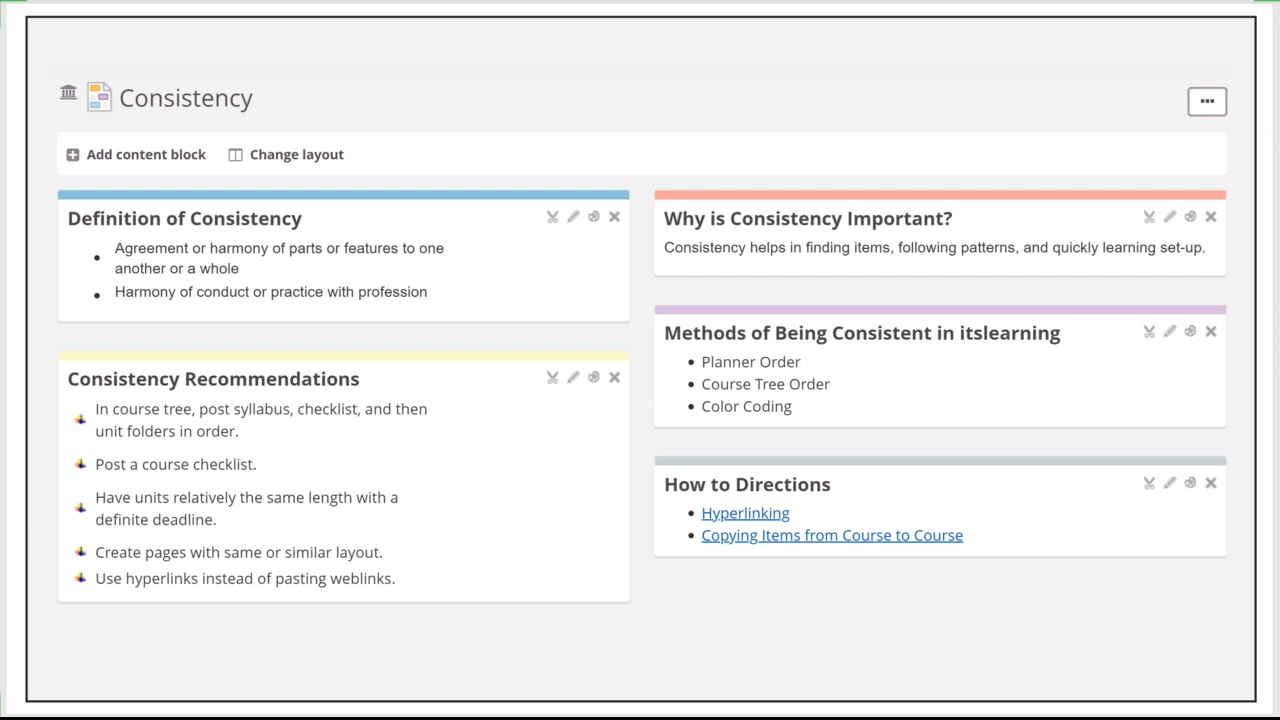 Consistency
Add content block
Change layout
Definition of Consistency
Agreement or harmony of parts or features to one
another or a whole
Harmony of conduct or practice with profession
Consistency Recommendations
In course tree, post syllabus, checklist, and then
unit folders in order.
Post a course checklist.
Have units relatively the same length with a
definite deadline.
Create pages with same or similar layout.
Use hyperlinks instead of pasting weblinks.
Why is Consistency Important?
Consistency helps in finding items, following patterns, and quickly learning set-up.
Methods of Being Consistent in itslearning
Planner Order
Course Tree Order
Color Coding
How to Directions
Hyperlinking
Copying Items from Course to Course